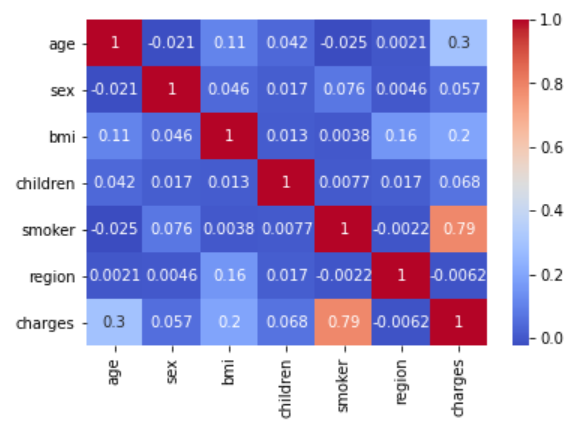 age 1 -0.021 0.11 0.042 -0.025 0.0021 0.3
sex -0.021 1 0.046 0.017 0.076 0.0046 0.057
bmi 0.11 0.046 1 0.013 0.0038 0.16 0.2
children 0.042 0.017 0.013 1 0.0077 0.017 0.068
smoker -0.025 0.076 0.0038 0.0077 1 -0.0022 0.79
region 0.0021 0.0046 0.16 0.017 -0.0022 1 -0.0062
charges 0.3 0.057 0.2 0.068 0.79 -0.0062 1
age sex bmi children smoker region charges
1.0
0.8
0.6
0.4
0.2
0.0